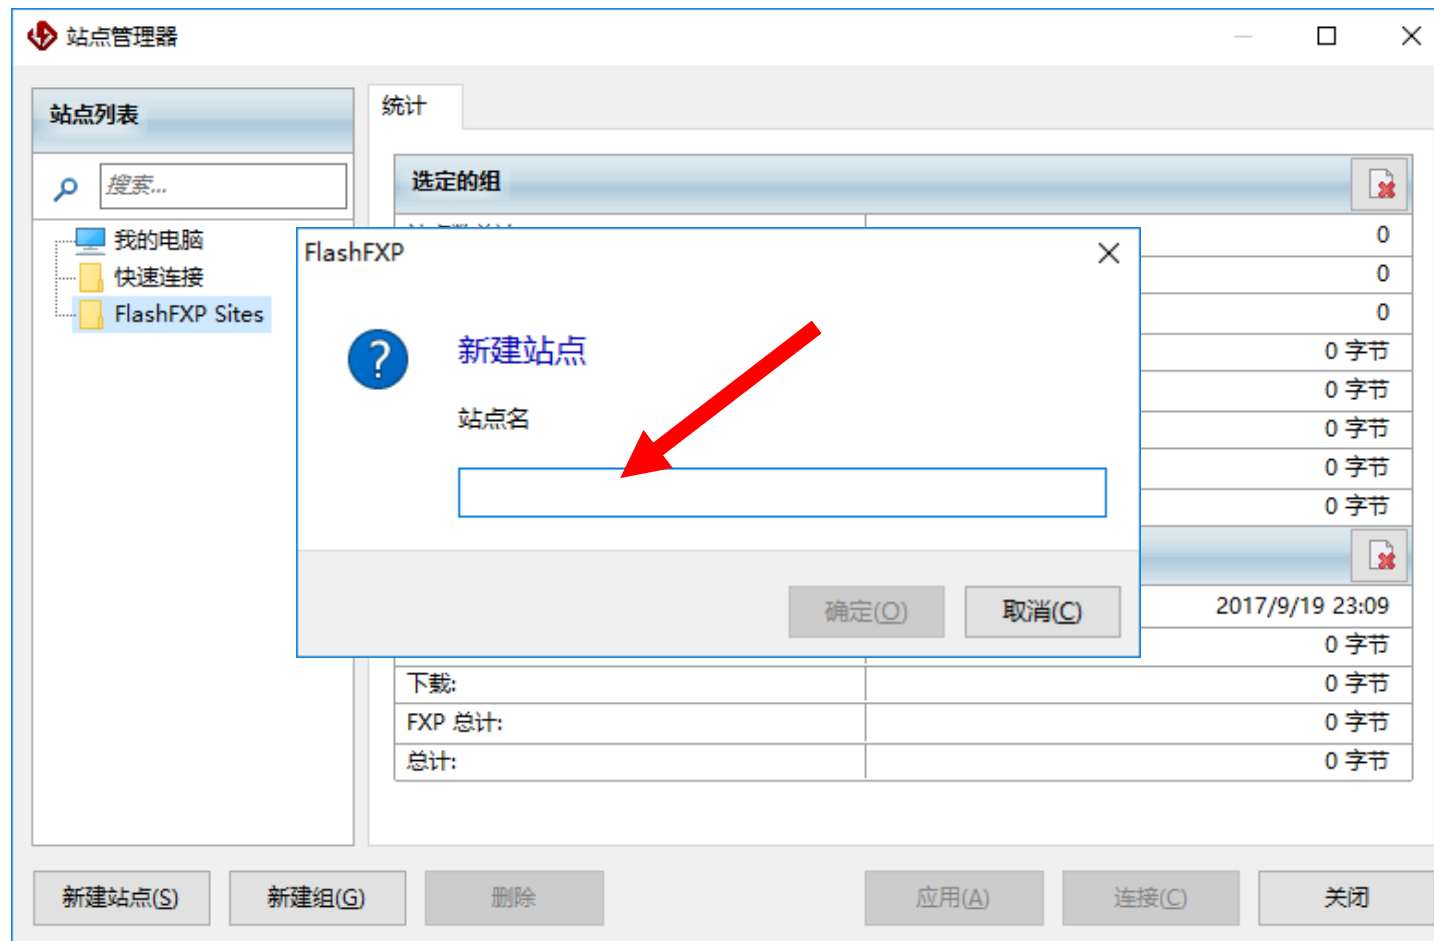 站点管理器
站点列表
统计
搜索...
选定的组
我的电脑
快速连接
FlashFXP Sites
0
0
0
0 字节
0 字节
0 字节
0 字节
0 字节
FlashFXP
新建站点
站点名
确定(O)
取消(C)
2017/9/19 23:09
0 字节
下载:
0 字节
FXP 总计:
0 字节
总计:
0 字节
新建站点(S)
新建组(G)
删除
应用(A)
连接(C)
关闭